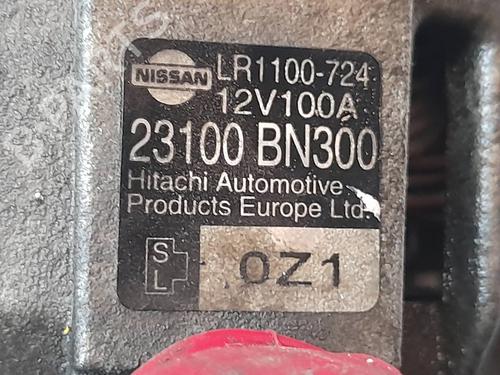 NISSAN
LR1100-724
12V100A
23100 BN300
Hitachi Automotive
Products Europe Ltd.
S
L
0Z1